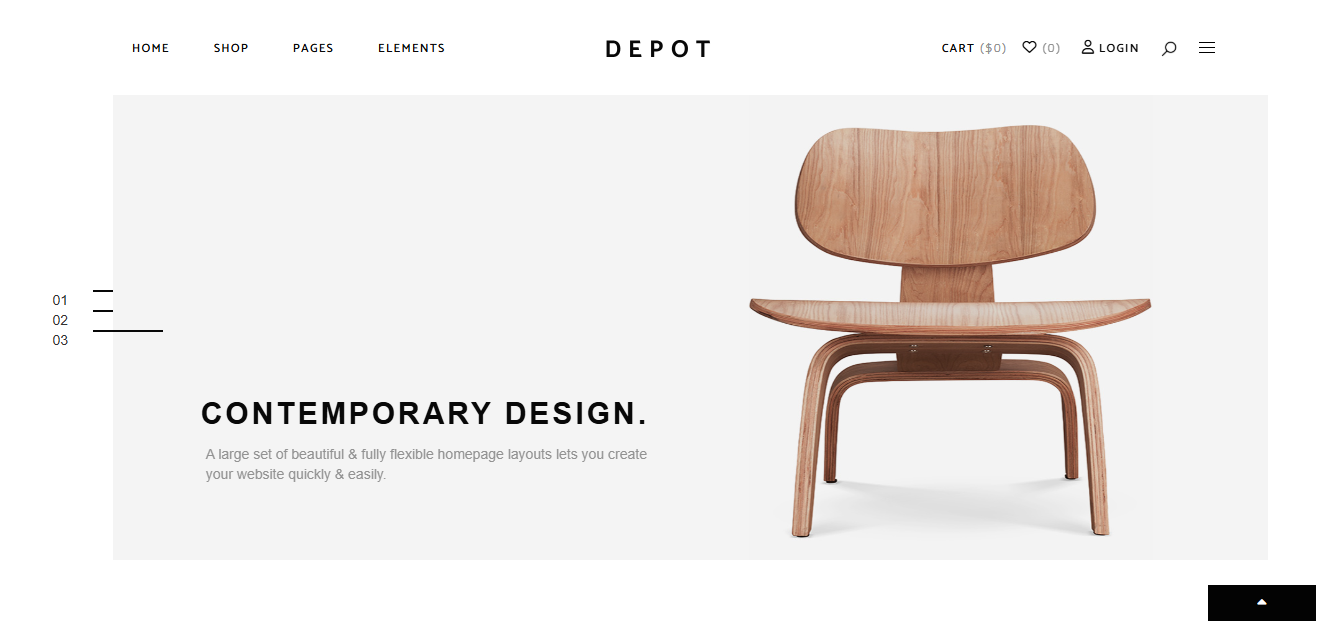 HOME SHOP PAGES ELEMENTS DEPOT CART ($0) (0) LOGIN
01
02
03
CONTEMPORARY DESIGN.
A large set of beautiful & fully flexible homepage layouts lets you create
your website quickly & easily.